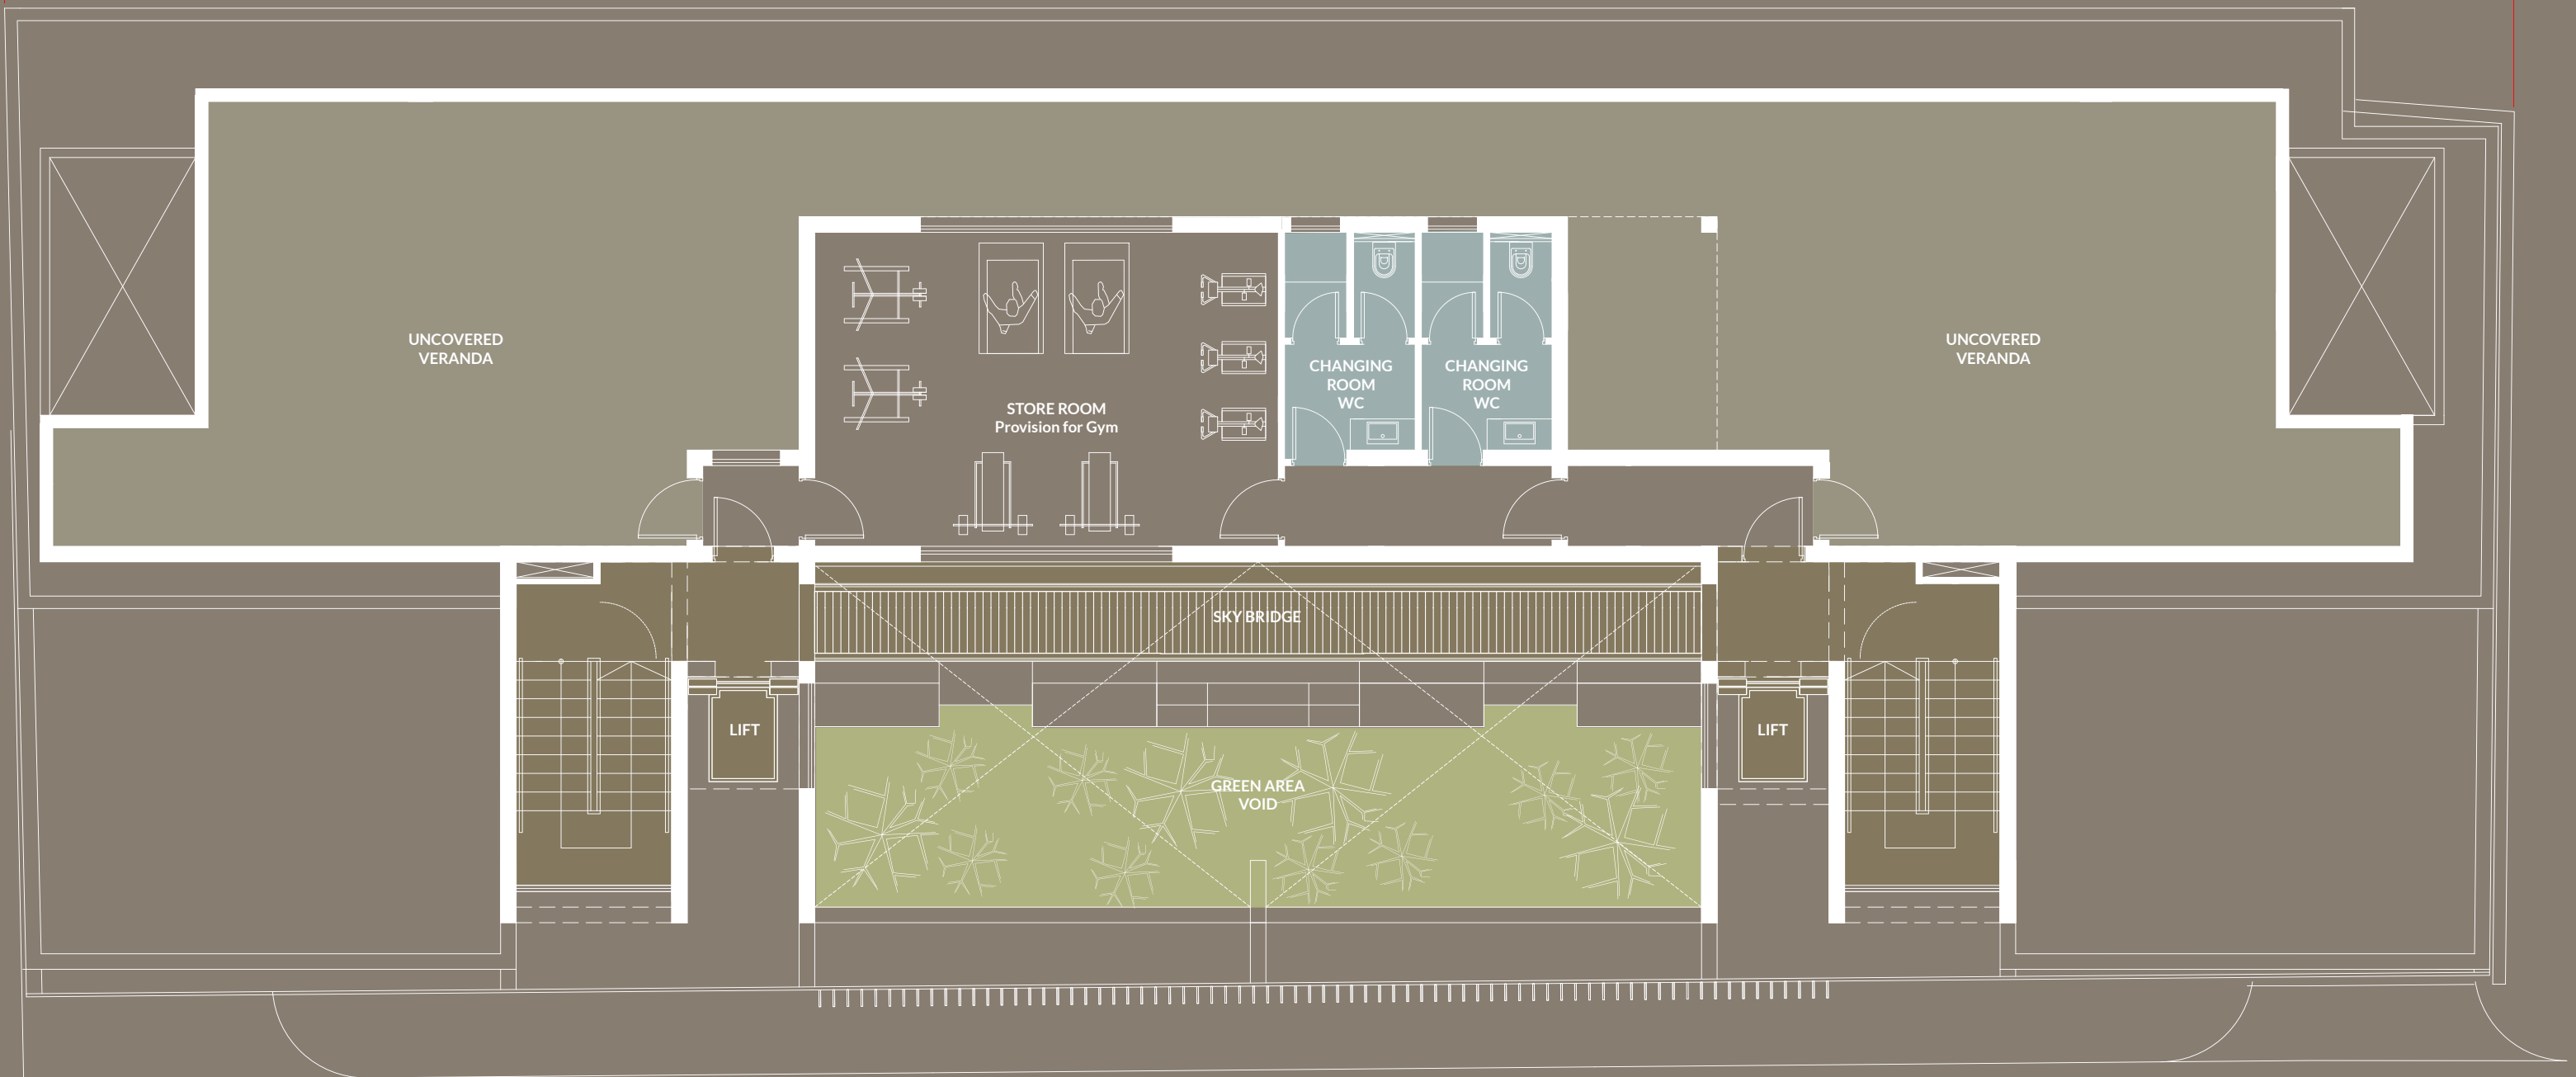 UNCOVERED
VERANDA
STORE ROOM
Provision for Gym
CHANGING
ROOM
WC
CHANGING
ROOM
WC
UNCOVERED
VERANDA
SKY BRIDGE
LIFT
GREEN AREA
VOID
LIFT